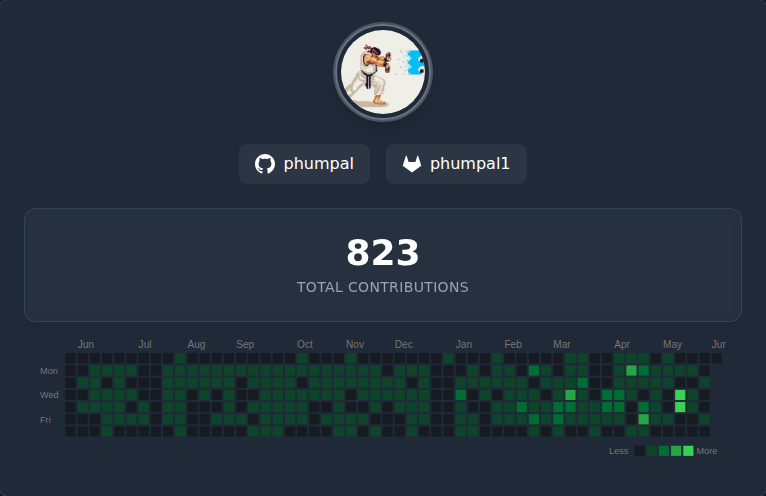 phumpal phumpal1
823
TOTAL CONTRIBUTIONS
Jun Jul Aug Sep Oct Nov Dec Jan Feb Mar Apr May Jun
Mon
Wed
Fri
Less More